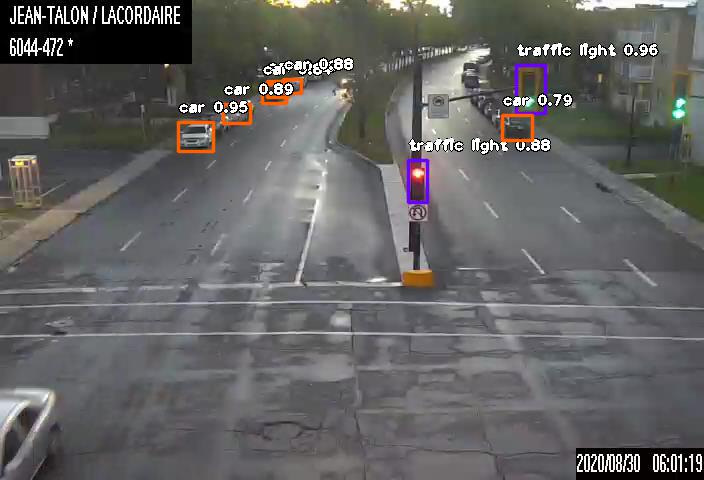 JEAN-TALON / LACORDAIRE
6044-472 *
car 0.88
traffic light 0.96
car 0.89
car 0.95
car 0.79
traffic light 0.88
2020/08/30 06:01:19